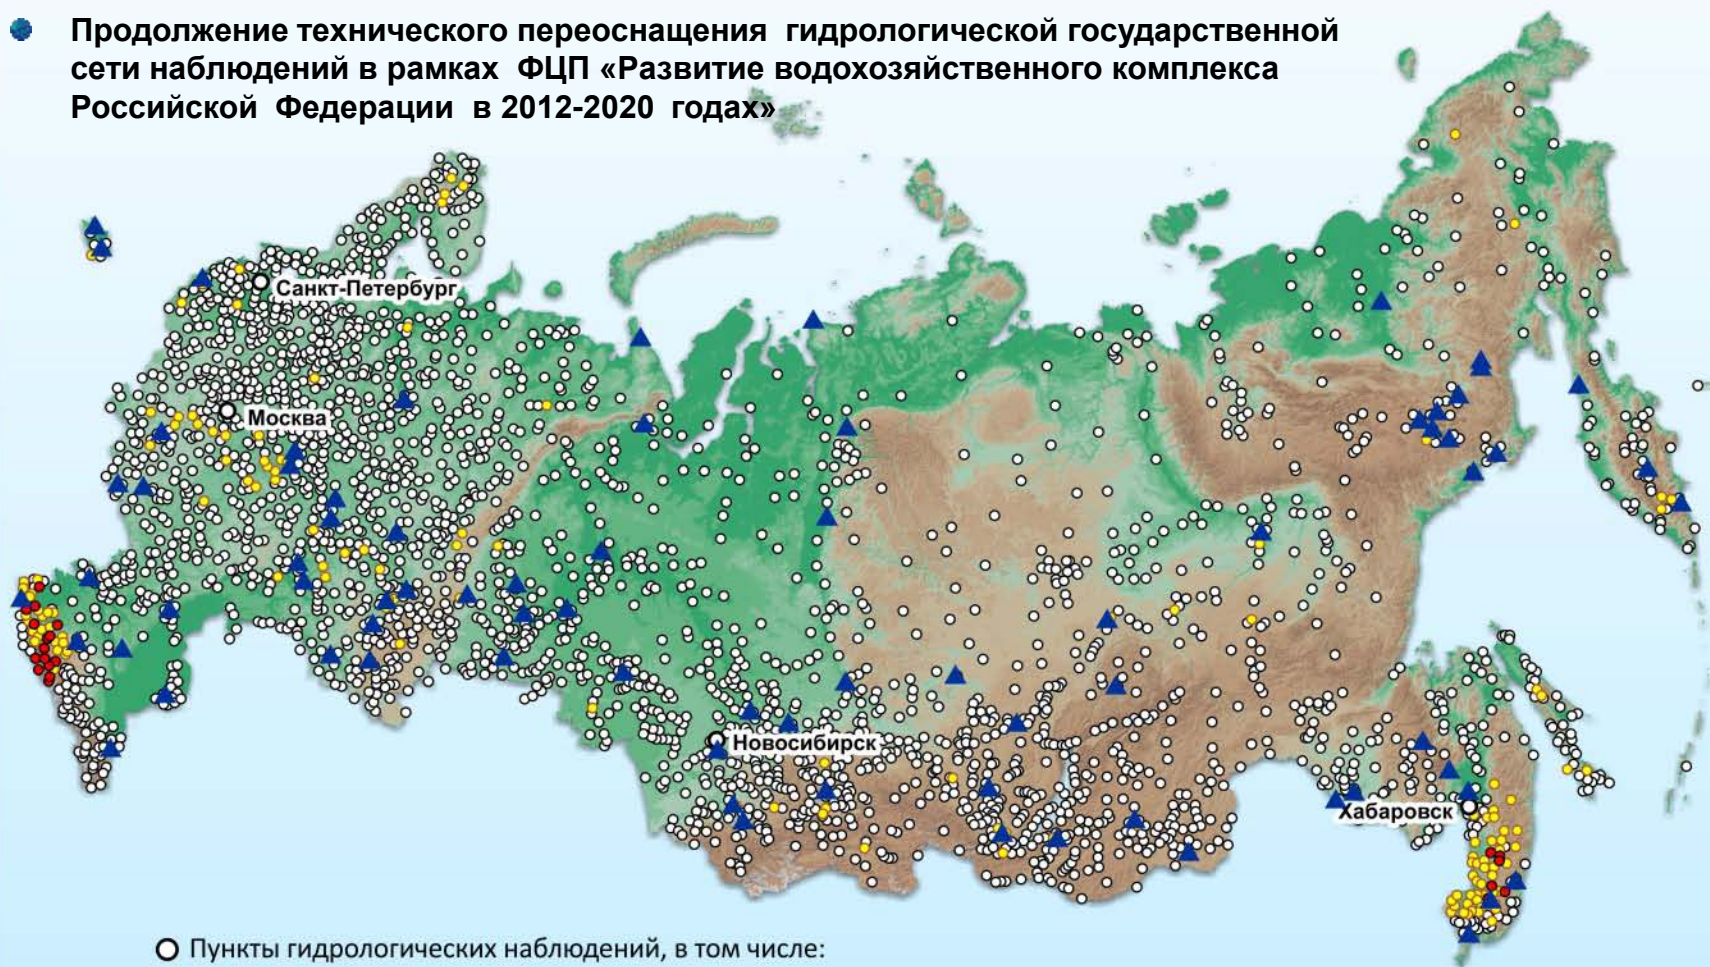 Продолжение технического переоснащения гидрологической государственной
сети наблюдений в рамках ФЦП «Развитие водохозяйственного комплекса
Российской Федерации в 2012-2020 годах»
Санкт-Петербург
Москва
Новосибирск
Хабаровск
Пункты гидрологических наблюдений, в том числе: